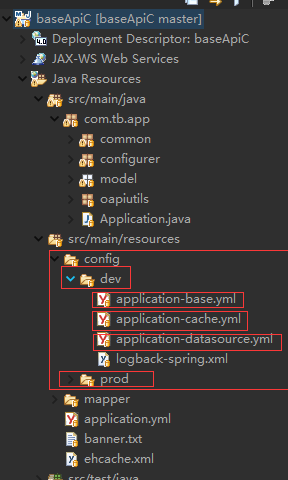 baseApiC [baseApiC master]
Deployment Descriptor: baseApiC
JAX-WS Web Services
Java Resources
src/main/java
com.tb.app
common
configurer
model
oapiutils
Application.java
src/main/resources
config
dev
application-base.yml
application-cache.yml
application-datasource.yml
logback-spring.xml
prod
mapper
application.yml
banner.txt
ehcache.xml
src/test/java